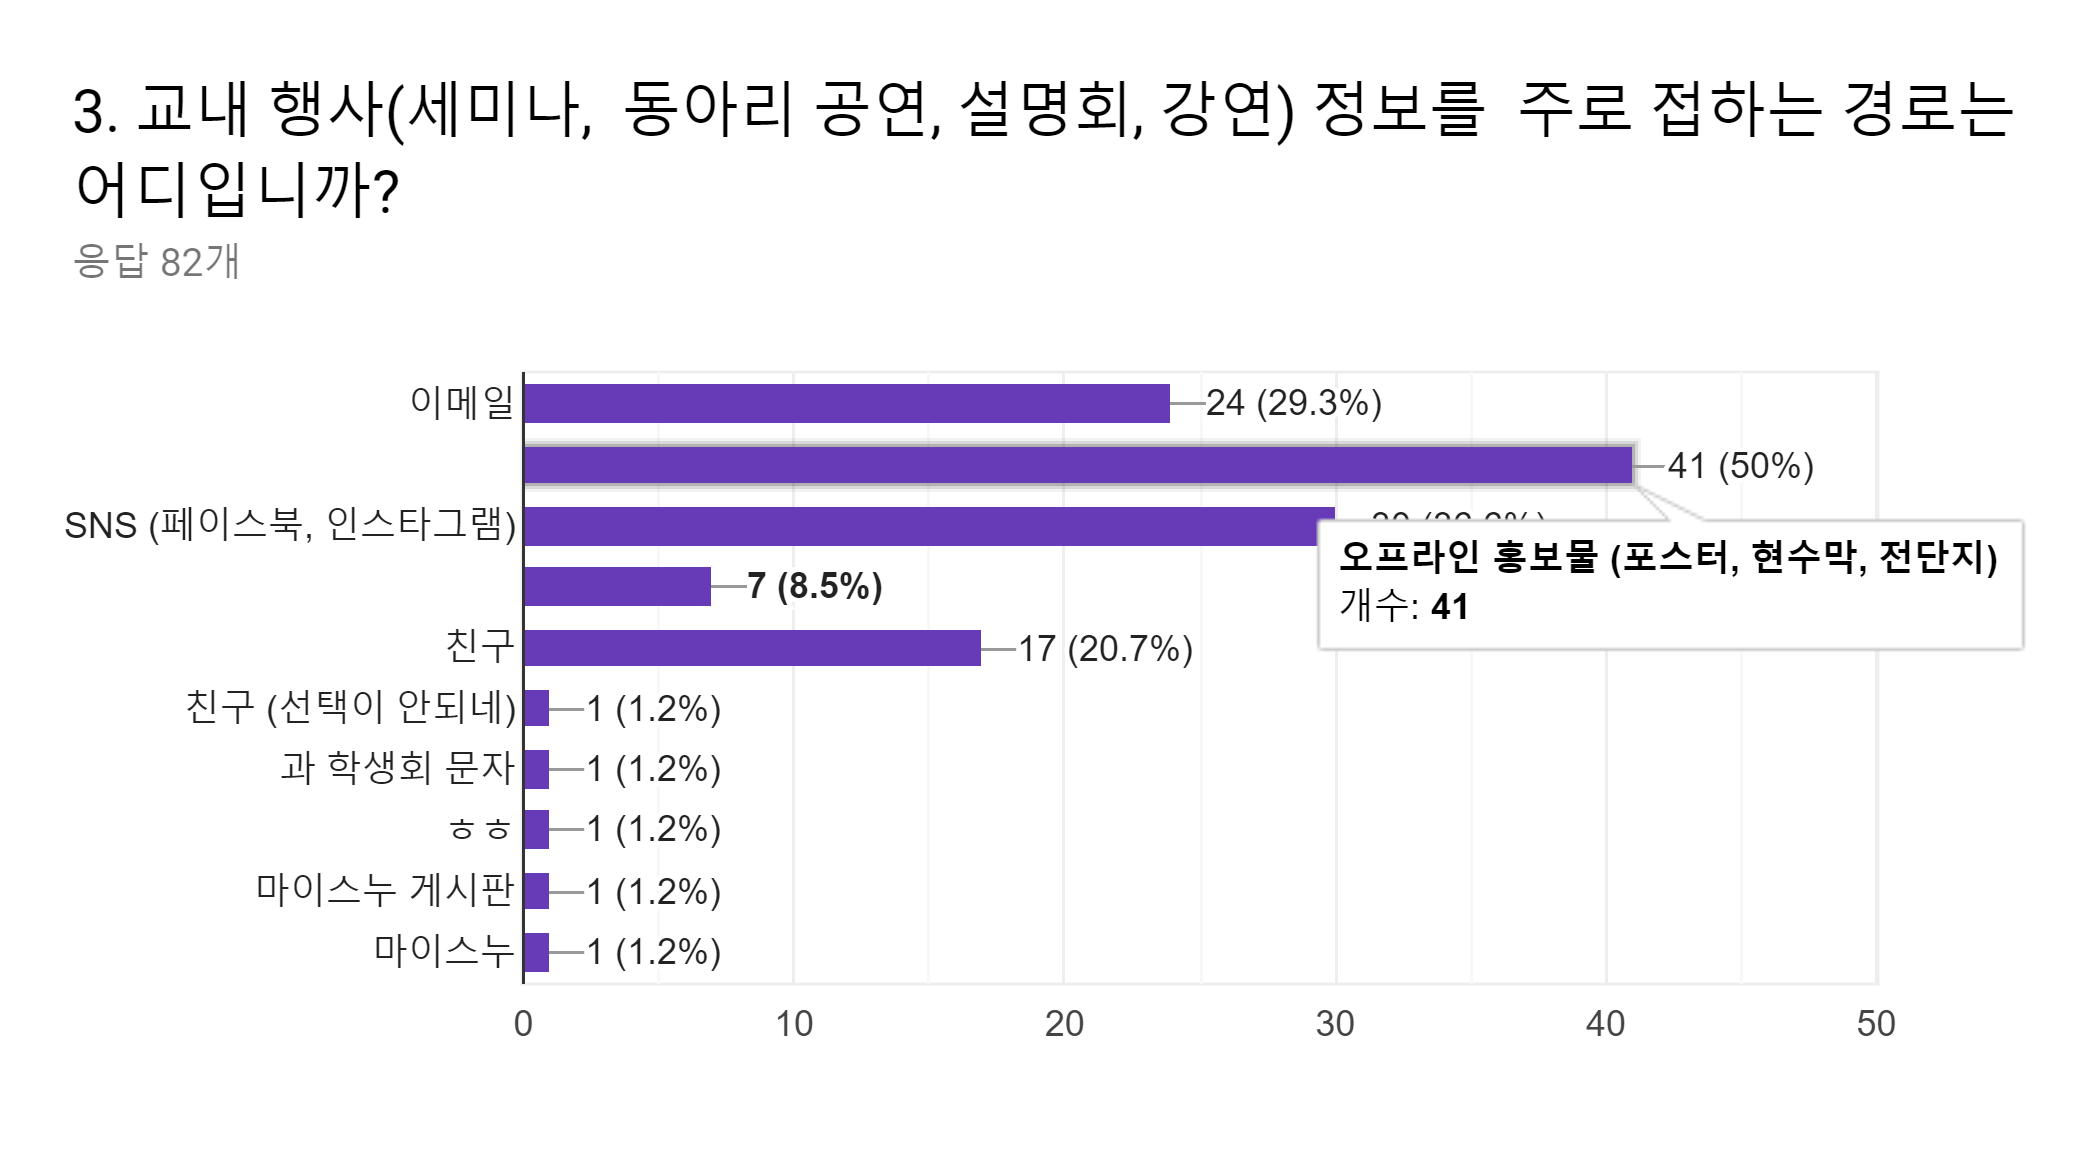 3. 교내 행사(세미나, 동아리 공연, 설명회, 강연) 정보를 주로 접하는 경로는
어디입니까?
응답 82개
이메일
24 (29.3%)
41 (50%)
SNS (페이스북, 인스타그램)
오프라인 홍보물 (포스터, 현수막, 전단지)
개수: 41
7 (8.5%)
친구
17 (20.7%)
친구 (선택이 안되네)
1 (1.2%)
과 학생회 문자
1 (1.2%)
ㅎㅎ
1 (1.2%)
마이스누 게시판
1 (1.2%)
마이스누
1 (1.2%)
0 10 20 30 40 50